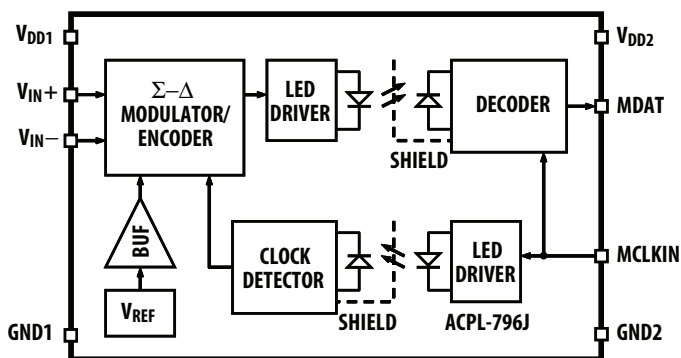 VDD1
VDD2
VIN+
VIN–
Σ–Δ
MODULATOR/
ENCODER
LED
DRIVER
SHIELD
DECODER
MDAT
BUF
VREF
CLOCK
DETECTOR
SHIELD
LED
DRIVER
MCLKIN
ACPL-796J
GND1
GND2